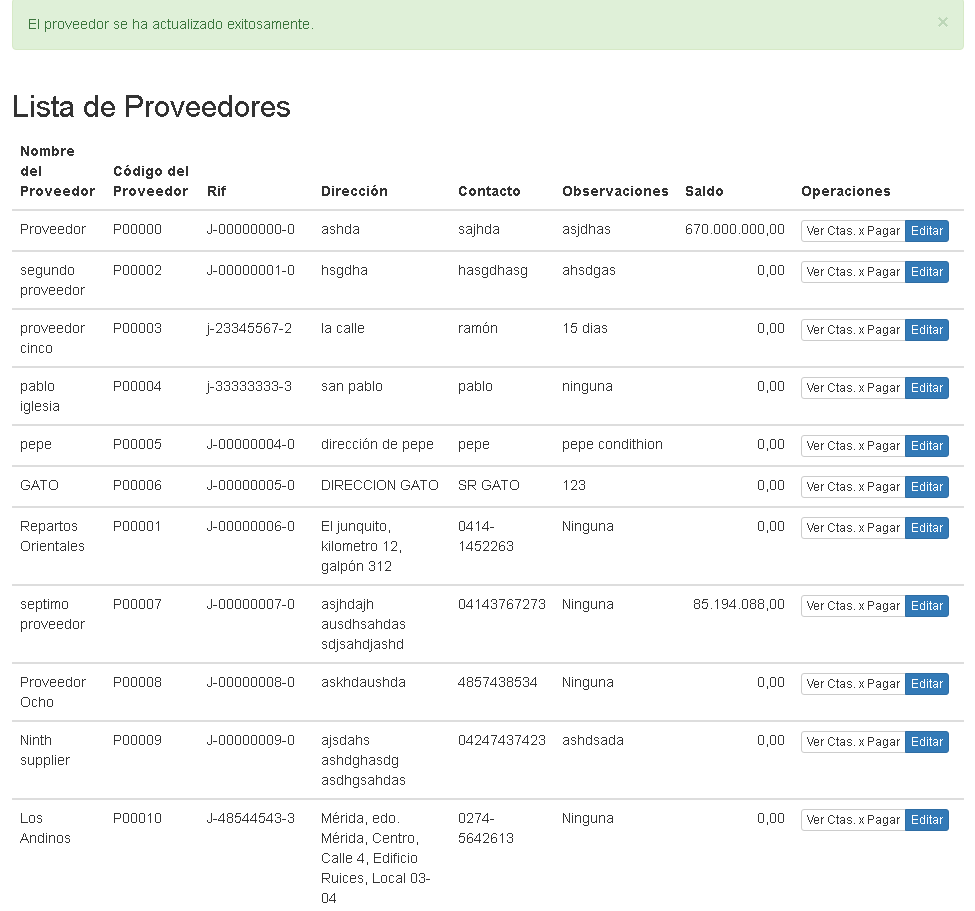 El proveedor se ha actualizado exitosamente. ×
Lista de Proveedores
Nombre
del Código del
Proveedor Proveedor Rif Dirección Contacto Observaciones Saldo Operaciones
Proveedor P00000 J-00000000-0 ashda sajhda asjdhas 670.000.000,00 Ver Ctas. x Pagar Editar
segundo P00002 J-00000001-0 hsgdha hasgdhasg ahsdgas 0,00 Ver Ctas. x Pagar Editar
proveedor
proveedor P00003 j-23345567-2 la calle ramón 15 dias 0,00 Ver Ctas. x Pagar Editar
cinco
pablo P00004 j-33333333-3 san pablo pablo ninguna 0,00 Ver Ctas. x Pagar Editar
iglesia
pepe P00005 J-00000004-0 dirección de pepe pepe pepe condithion 0,00 Ver Ctas. x Pagar Editar
GATO P00006 J-00000005-0 DIRECCION GATO SR GATO 123 0,00 Ver Ctas. x Pagar Editar
Repartos P00001 J-00000006-0 El junquito, 0414- Ninguna 0,00 Ver Ctas. x Pagar Editar
Orientales kilometro 12, 1452263
galpón 312
septimo P00007 J-00000007-0 asjhdajh 04143767273 Ninguna 85.194.088,00 Ver Ctas. x Pagar Editar
proveedor ausdhsahdas
sdjsahdjashd
Proveedor P00008 J-00000008-0 askhdaushda 4857438534 Ninguna 0,00 Ver Ctas. x Pagar Editar
Ocho
Ninth P00009 J-00000009-0 ajsdahs 04247437423 ashdsada 0,00 Ver Ctas. x Pagar Editar
supplier ashdghasdg
asdhgsahdas
Los P00010 J-48544543-3 Mérida, edo. 0274- Ninguna 0,00 Ver Ctas. x Pagar Editar
Andinos Mérida, Centro, 5642613
Calle 4, Edificio
Ruices, Local 03-
04